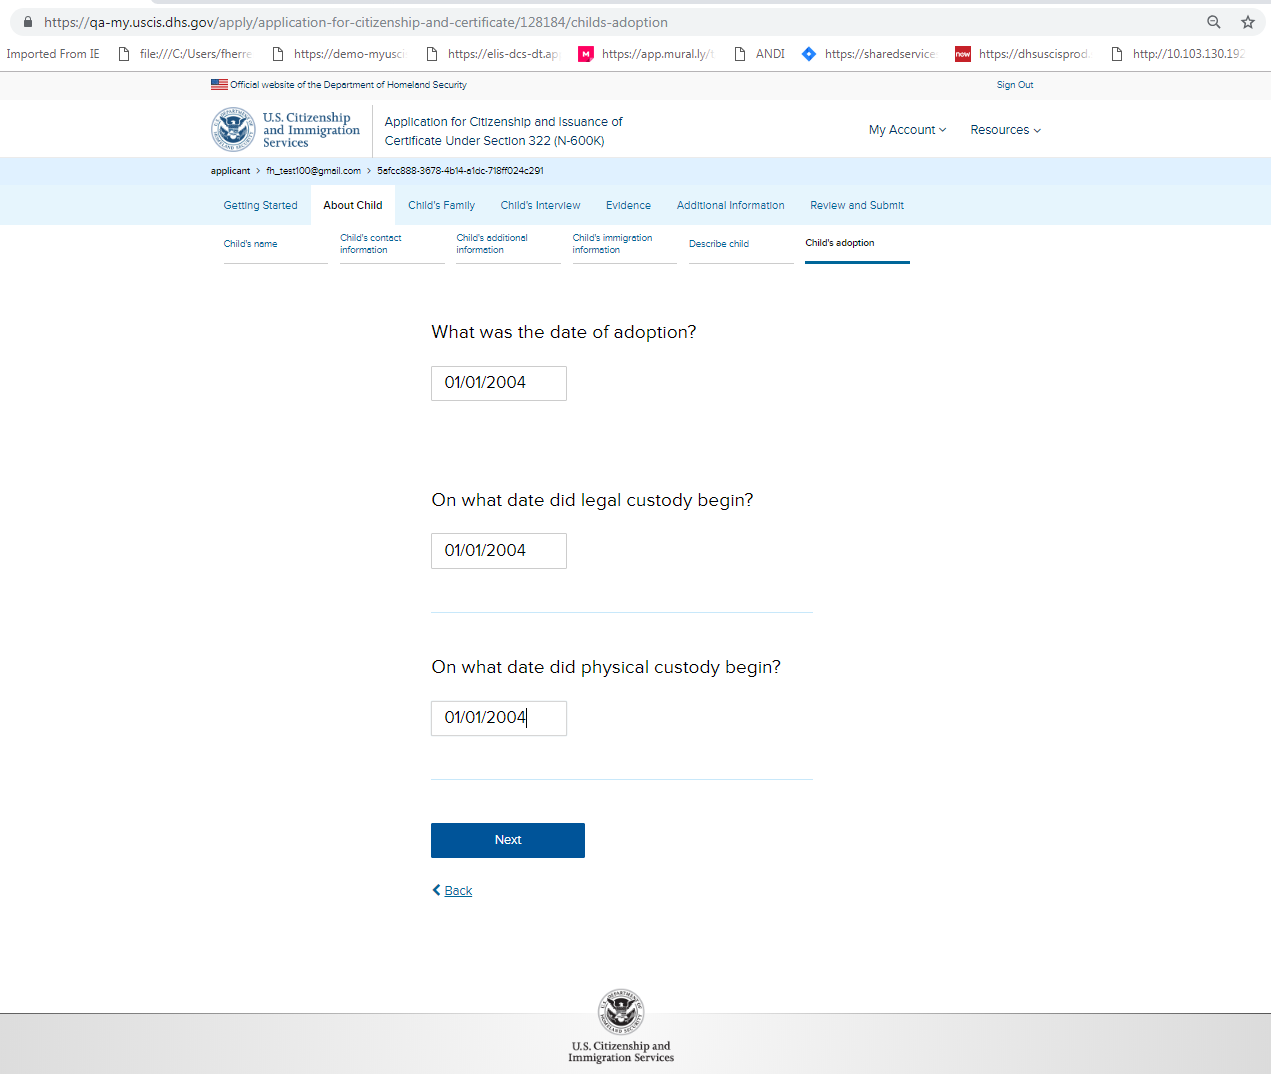 https://qa-my.uscis.dhs.gov/apply/application-for-citizenship-and-certificate/128184/childs-adoption
Imported From IE file:///C:/Users/fherre https://demo-myusci https://elis-dcs-dt.ap M https://app.mural.ly/t ANDI https://sharedservice now https://dhsuscisprod. http://10.103.130.192
Official website of the Department of Homeland Security Sign Out
U.S. Citizenship
and Immigration
Services
Application for Citizenship and Issuance of
Certificate Under Section 322 (N-600K)
My Account Resources
applicant > fh_test100@gmail.com > 5afcc888-3678-4b14-a1dc-718ff024c291
Getting Started About Child Child's Family Child's Interview Evidence Additional Information Review and Submit
Child's name
Child's contact
information
Child's additional
information
Child's immigration
information
Describe child
Child's adoption
What was the date of adoption?
01/01/2004
On what date did legal custody begin?
01/01/2004
On what date did physical custody begin?
01/01/2004
Next
Back
U.S. Citizenship and
Immigration Services